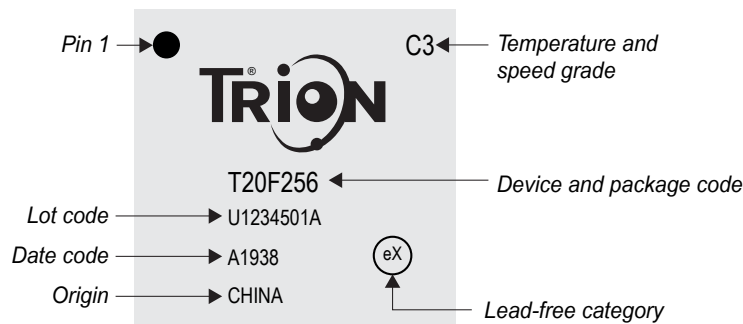 Pin 1
C3
Temperature and
speed grade
TRION®
T20F256
Device and package code
Lot code
U1234501A
Date code
A1938
eX
Origin
CHINA
Lead-free category